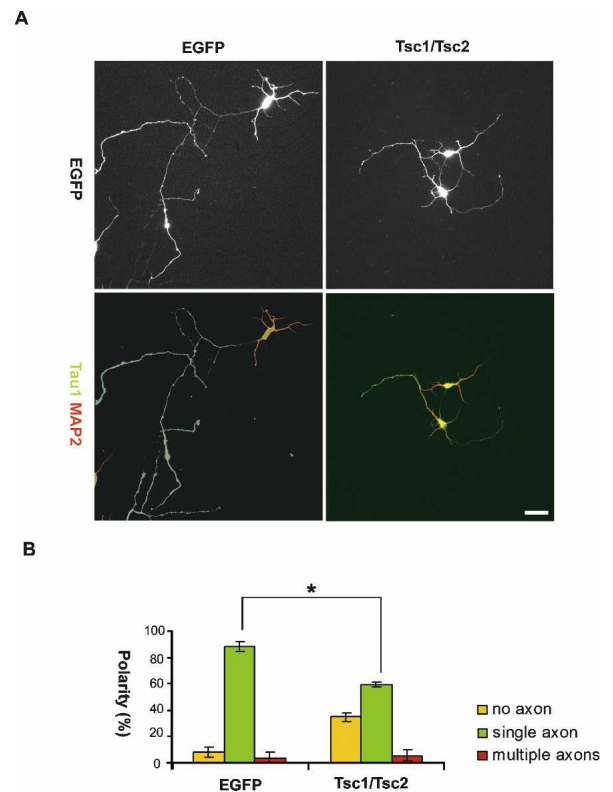 A
EGFP
Tsc1/Tsc2
EGFP
Tau1 MAP2
B
*
Polarity (%)
100
80
60
40
20
0
EGFP
Tsc1/Tsc2
no axon
single axon
multiple axons